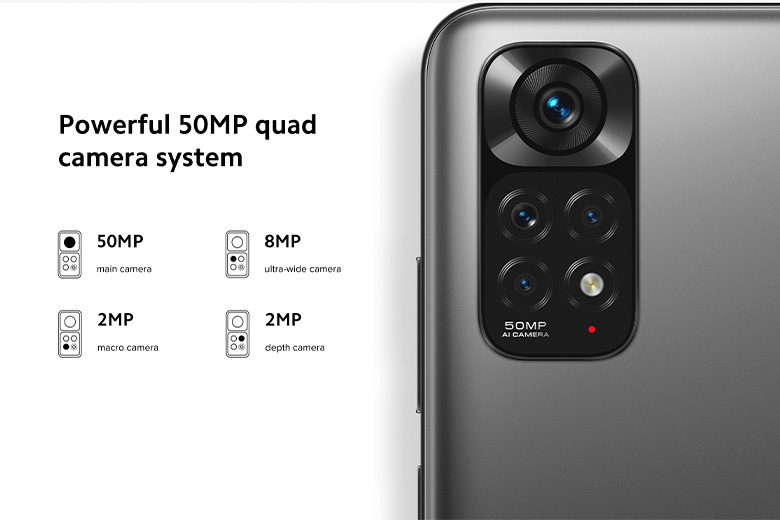 Powerful 50MP quad
camera system
50MP
main camera
8MP
ultra-wide camera
2MP
macro camera
2MP
depth camera
50MP
AI CAMERA